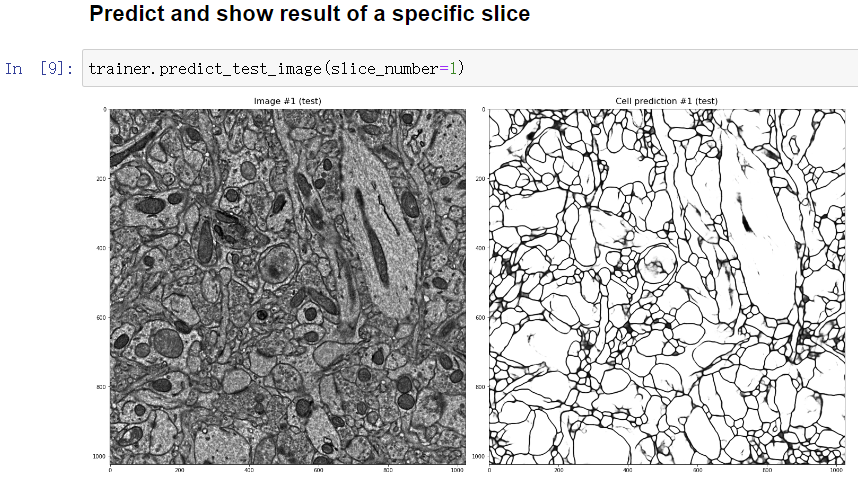 Predict and show result of a specific slice
In [9]: trainer.predict_test_image(slice_number=1)
Image #1 (test)
Cell prediction #1 (test)
0
200
400
600
800
1000
0 200 400 600 800 1000
0
200
400
600
800
1000
0 200 400 600 800 1000